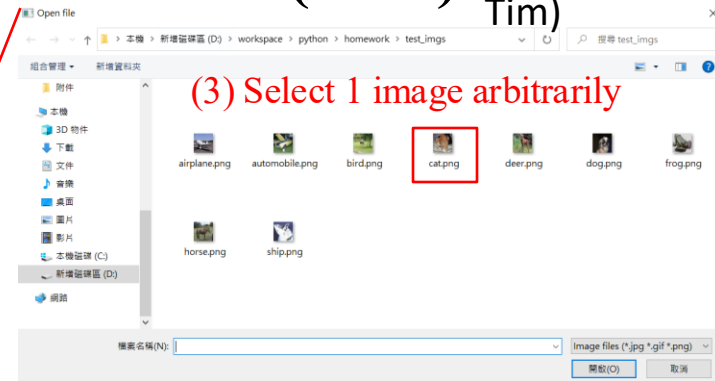 Tim)
Open file
本機 > 新增磁碟區 (D:) > workspace > python > homework > test_imgs
搜尋 test_imgs
組合管理
新增資料夾
(3) Select 1 image arbitrarily
附件
本機
3D 物件
下載
文件
音樂
桌面
圖片
影片
本機磁碟 (C:)
新增磁碟區 (D:)
網路
airplane.png
automobile.png
bird.png
cat.png
deer.png
dog.png
frog.png
horse.png
ship.png
檔案名稱(N):
Image files (*.jpg *.gif *.png)
開啟(O)
取消